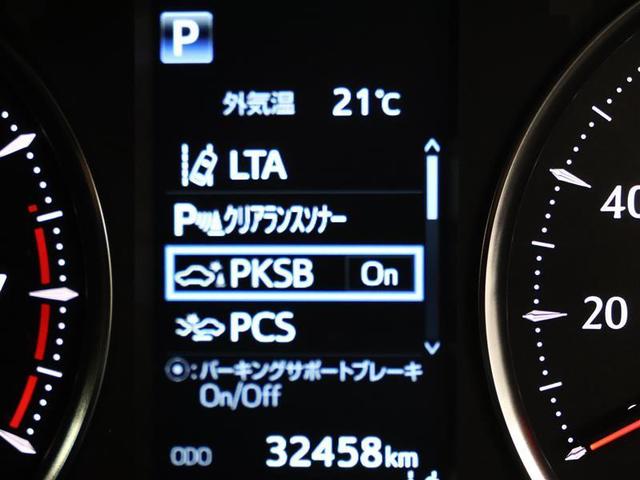 P
外気温 21℃
LTA
P クリアランスソナー
PKSB On
PCS
:パーキングサポートブレーキ
On/Off
ODO 32458km
40
20